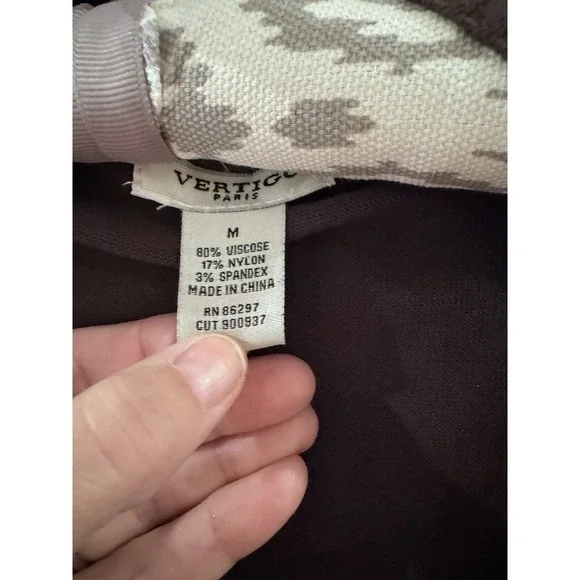 VERTIGO
PARIS
M
80% VISCOSE
17% NYLON
3% SPANDEX
MADE IN CHINA
RN 86297
CUT 900937